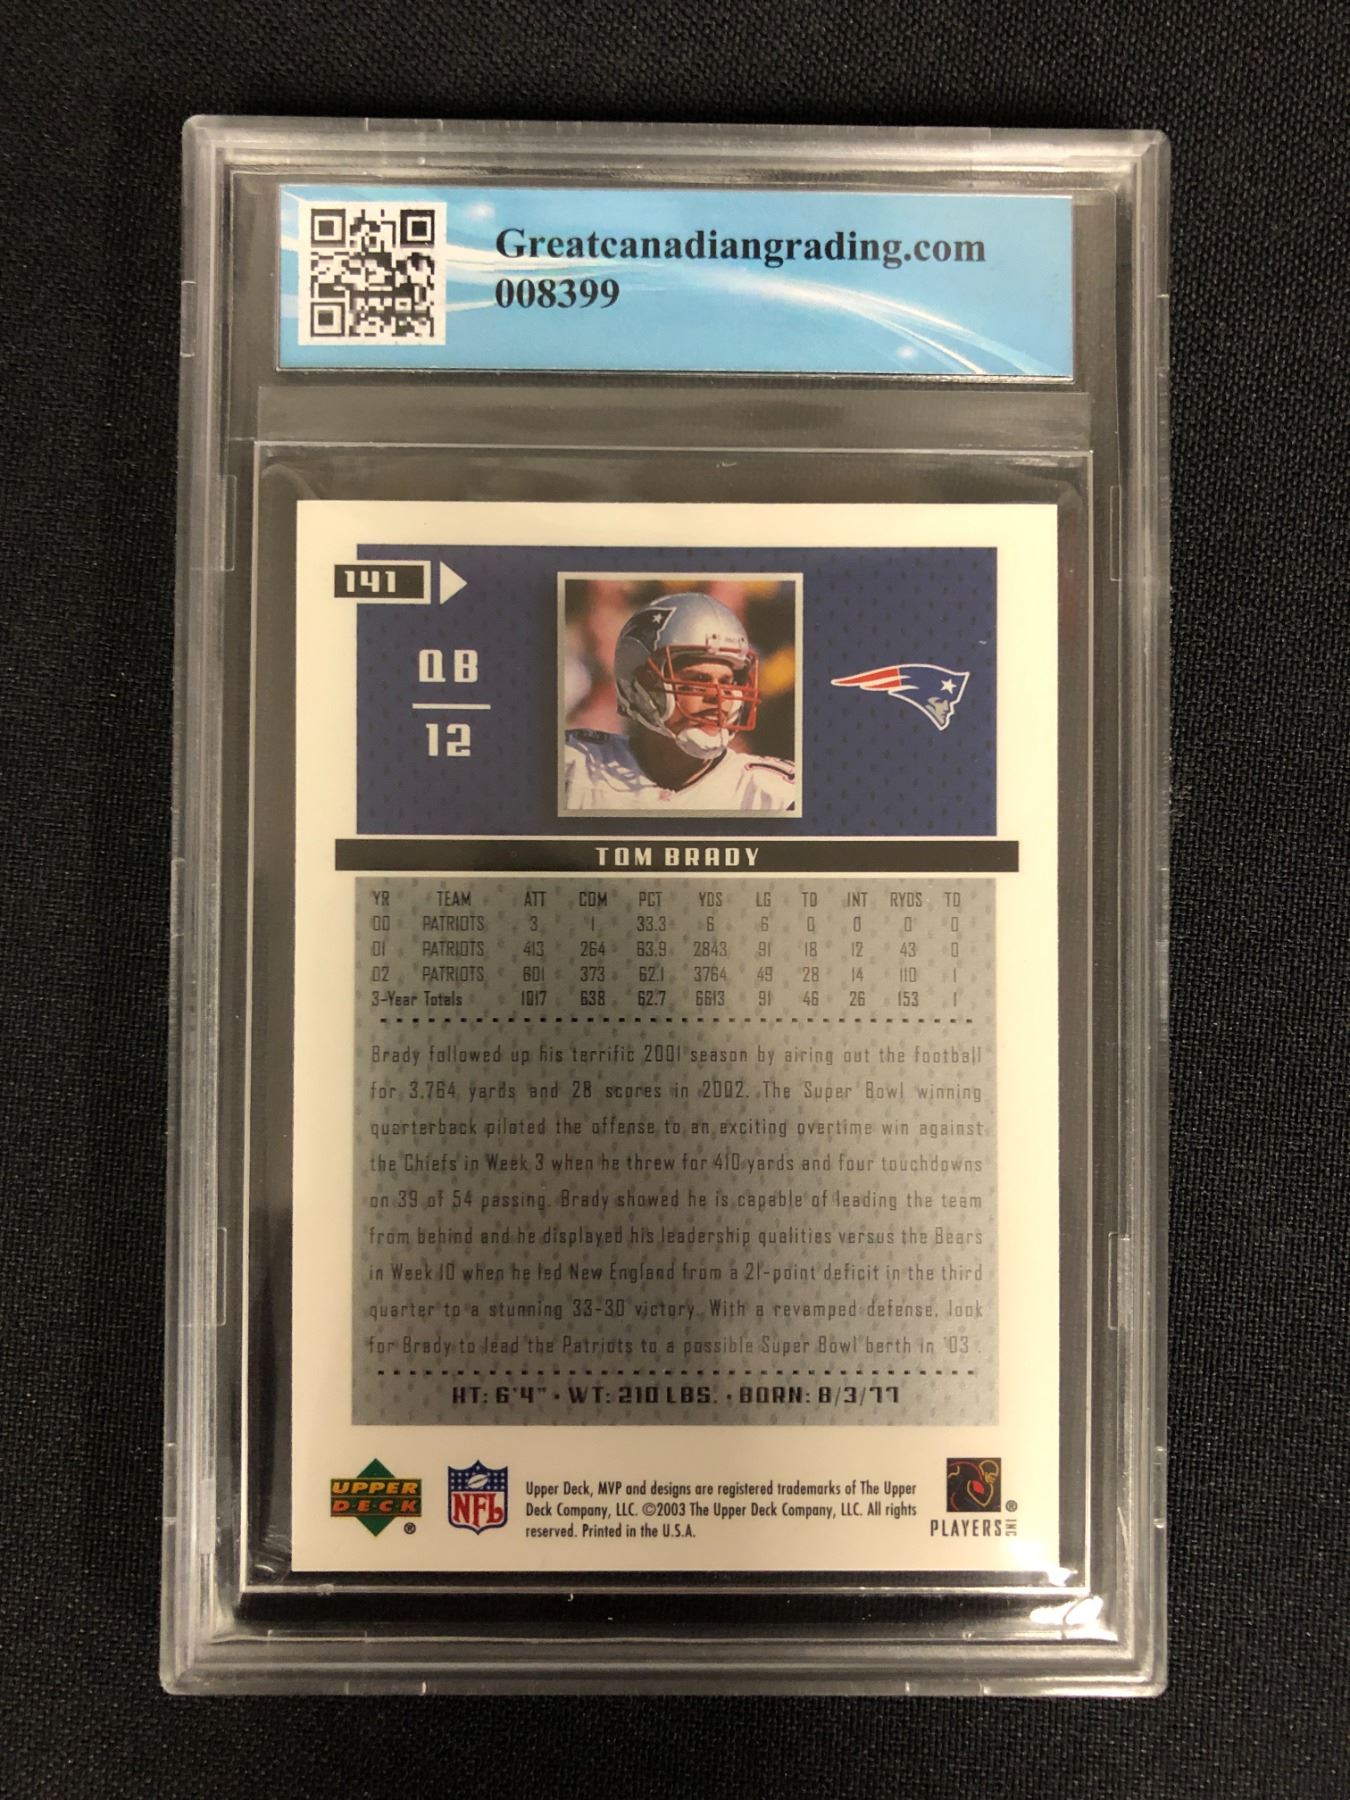 Greatcanadiangrading.com
008399
141
QB
12
TOM BRADY
YR TEAM ATT COM PCT YDS LG TD INT RYDS TD
00 PATRIOTS 3 1 33.3 6 6 0 0 0 0
01 PATRIOTS 413 264 63.9 2843 91 18 12 43 0
02 PATRIOTS 601 373 62.1 3764 49 28 14 110 1
3-Year Totals 1017 638 62.7 6613 91 46 26 153 1
Brady followed up his terrific 2001 season by airing out the football
for 3,764 yards and 28 scores in 2002. The Super Bowl winning
quarterback piloted the offense to an exciting overtime win against
the Chiefs in Week 3 when he threw for 410 yards and four touchdowns
on 39 of 54 passing. Brady showed he is capable of leading the team
from behind and he displayed his leadership qualities versus the Bears
in Week 10 when he led New England from a 21-point deficit in the third
quarter to a stunning 33-30 victory. With a revamped defense, look
for Brady to lead the Patriots to a possible Super Bowl berth in '03.
HT: 6'4" • WT: 210 LBS. • BORN: 8/3/77
UPPER
DECK
®
NFL
Upper Deck, MVP and designs are registered trademarks of The Upper
Deck Company, LLC. ©2003 The Upper Deck Company, LLC. All rights
reserved. Printed in the U.S.A.
PLAYERS INC ®